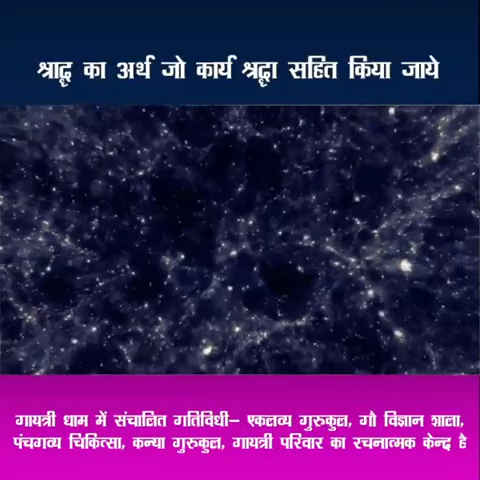 श्राद्ध का अर्थ जो कार्य श्रद्धा सहित किया जाये
गायत्री धाम में संचालित गतिविधी- एकलव्य गुरुकुल, गौ विज्ञान शाला,
पंचगव्य चिकित्सा, कन्या गुरुकुल, गायत्री परिवार का रचनात्मक केन्द्र है